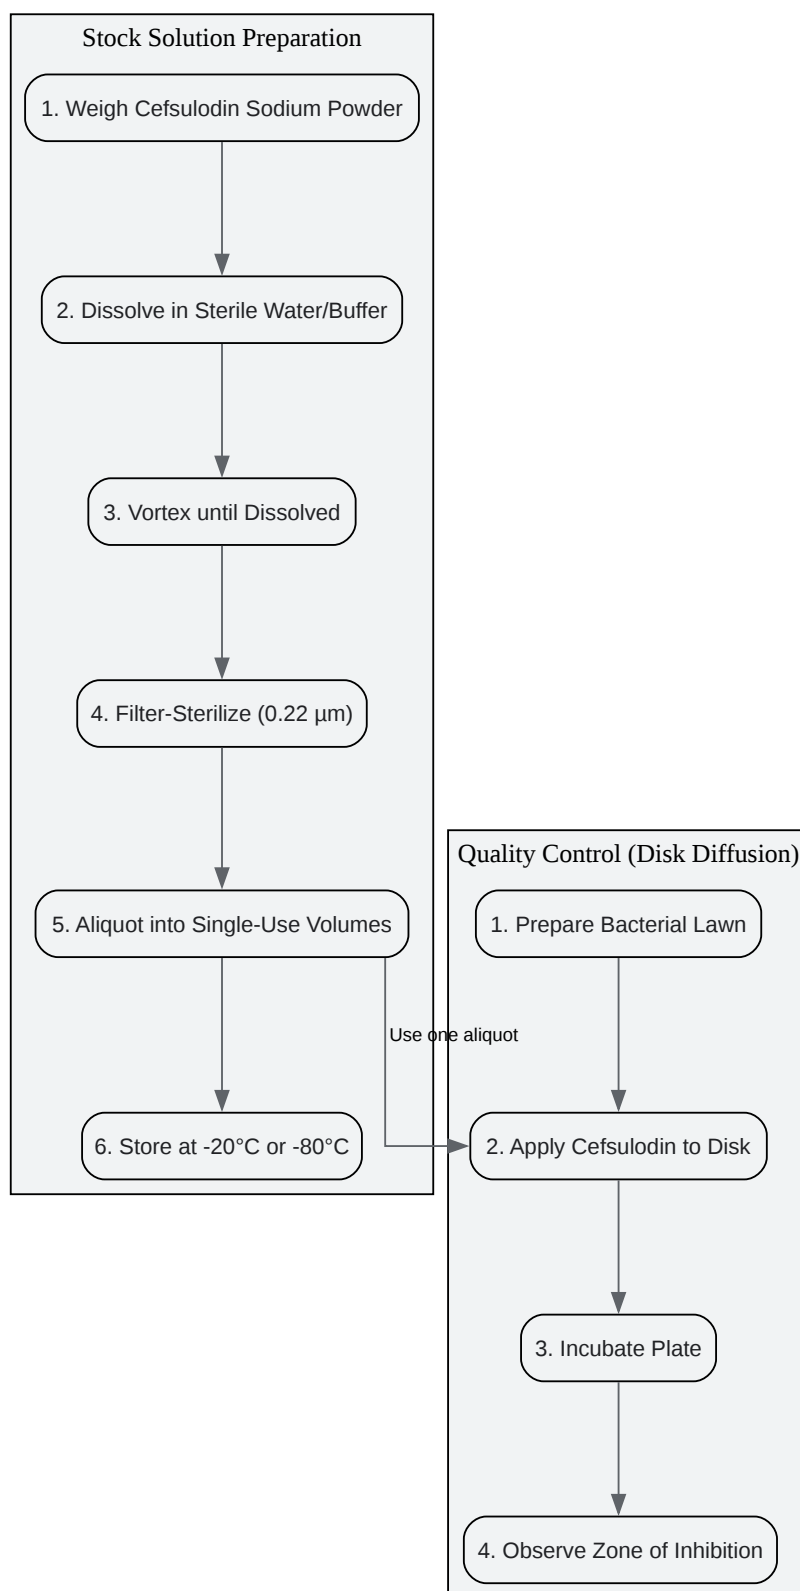 Stock Solution Preparation
1. Weigh Cefsulodin Sodium Powder
2. Dissolve in Sterile Water/Buffer
3. Vortex until Dissolved
4. Filter-Sterilize (0.22 µm)
5. Aliquot into Single-Use Volumes
Use one aliquot
6. Store at -20°C or -80°C
Quality Control (Disk Diffusion)
1. Prepare Bacterial Lawn
2. Apply Cefsulodin to Disk
3. Incubate Plate
4. Observe Zone of Inhibition